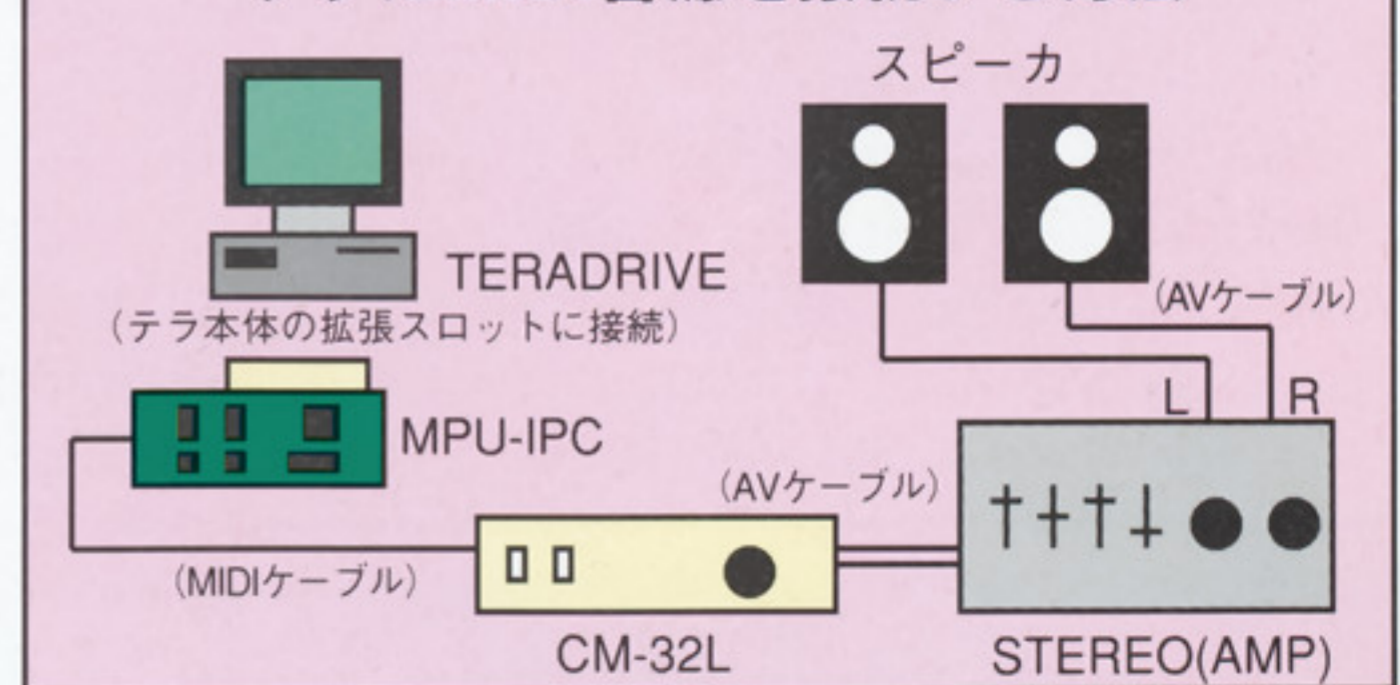 スピーカ
TERADRIVE
(AVケーブル)
(テラ本体の拡張スロットに接続)
L
R
MPU-IPC
(AVケーブル)
(MIDIケーブル)
CM-32L
STEREO(AMP)